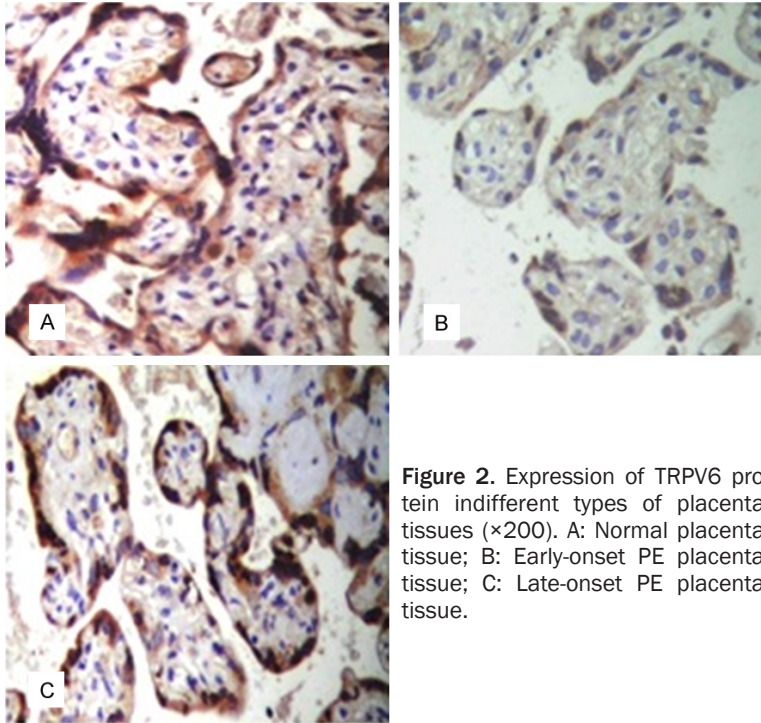 A
B
C
Figure 2. Expression of TRPV6 pro
tein indifferent types of placenta
tissues (×200). A: Normal placenta
tissue; B: Early-onset PE placenta
tissue; C: Late-onset PE placenta
tissue.